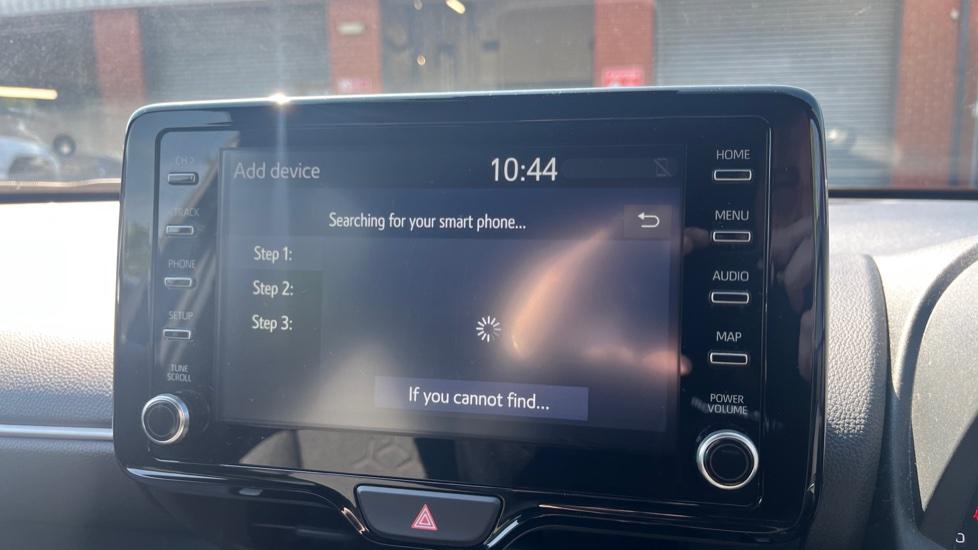 Add device
10:44
Searching for your smart phone...
Step 1:
Step 2:
Step 3:
If you cannot find...
CH >
TRACK
PHONE
SETUP
TUNE
SCROLL
HOME
MENU
AUDIO
MAP
POWER
VOLUME